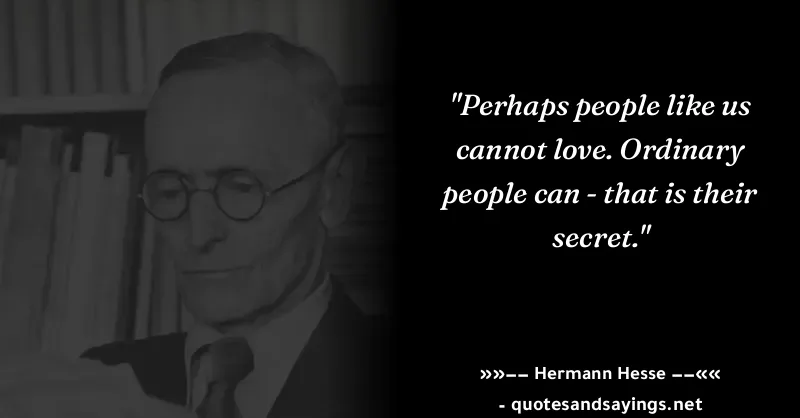 "Perhaps people like us
cannot love. Ordinary
people can - that is their
secret."
»»—— Hermann Hesse ——««
- quotesandsayings.net